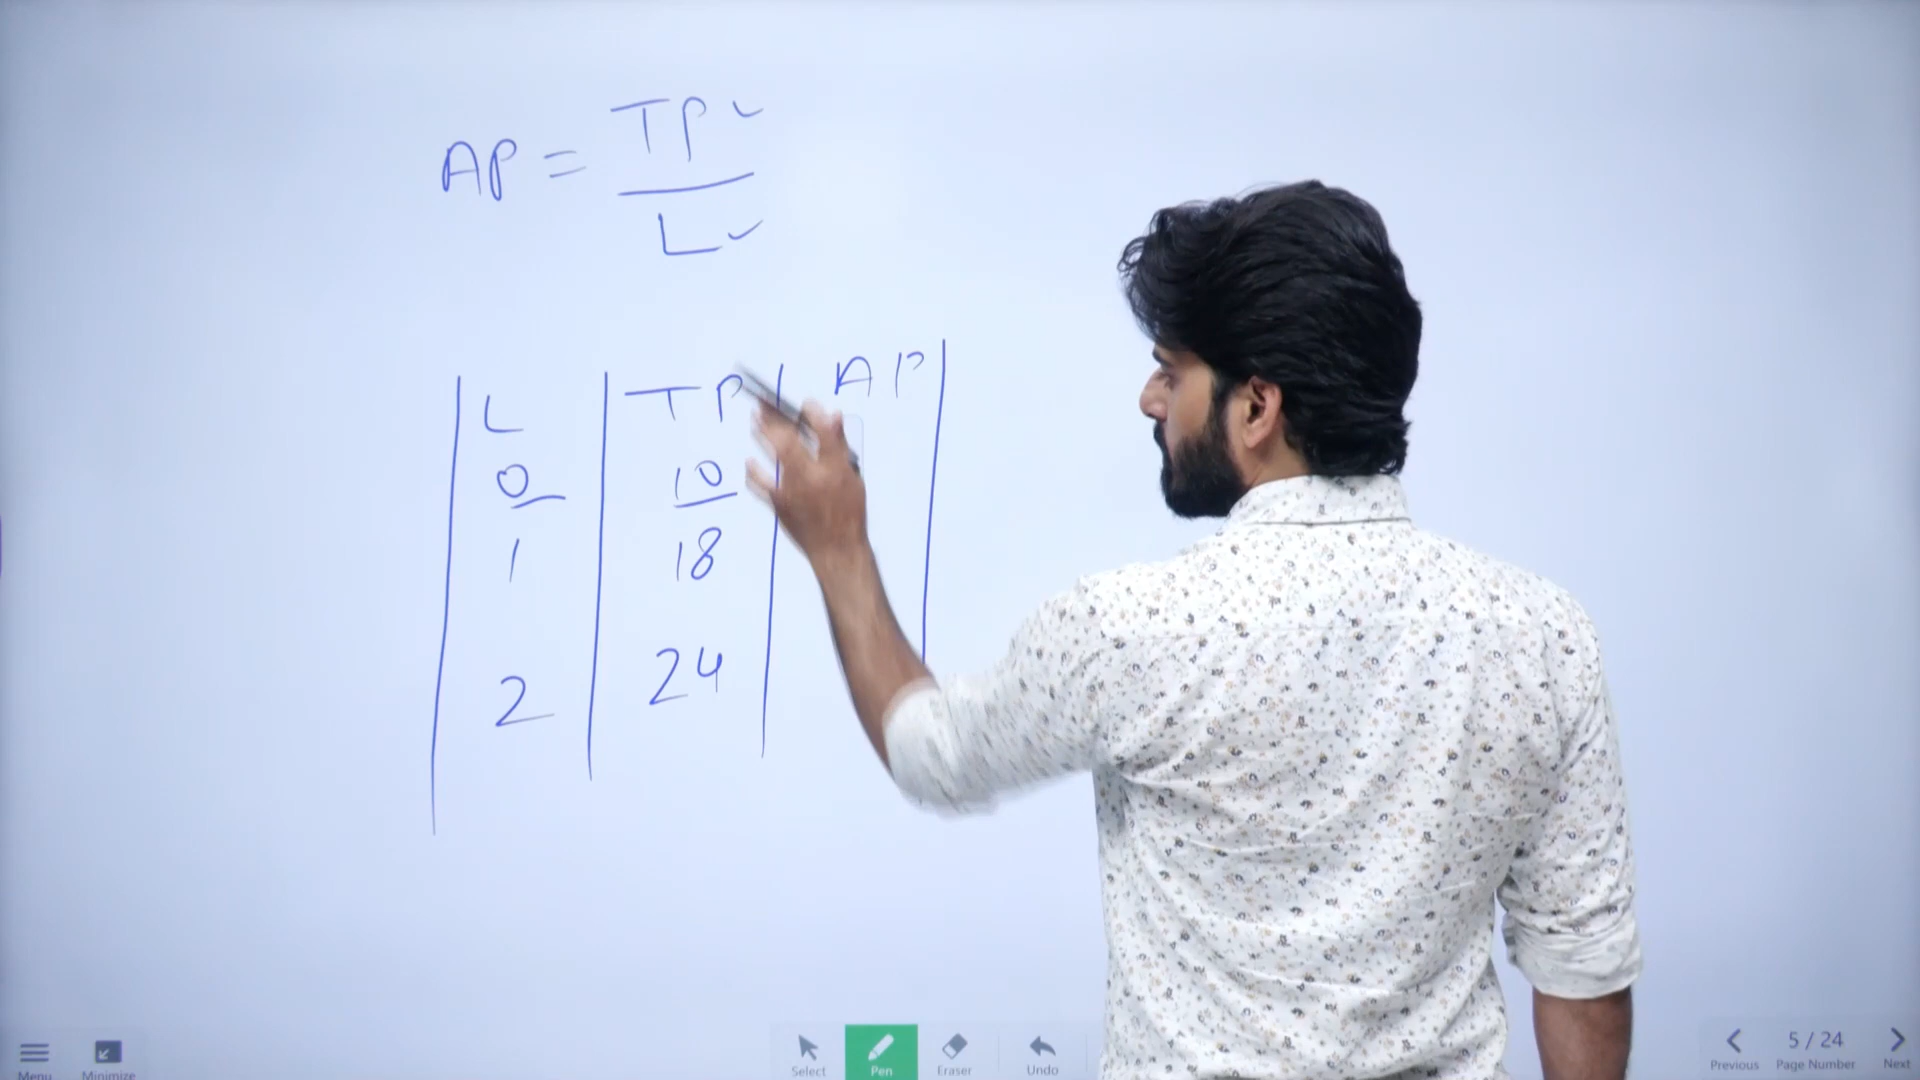 AP = TP
L
L TP AP
0 10
1 18
2 24
Menu Minimize Select Pen Eraser Undo Previous 5 / 24 Page Number Next